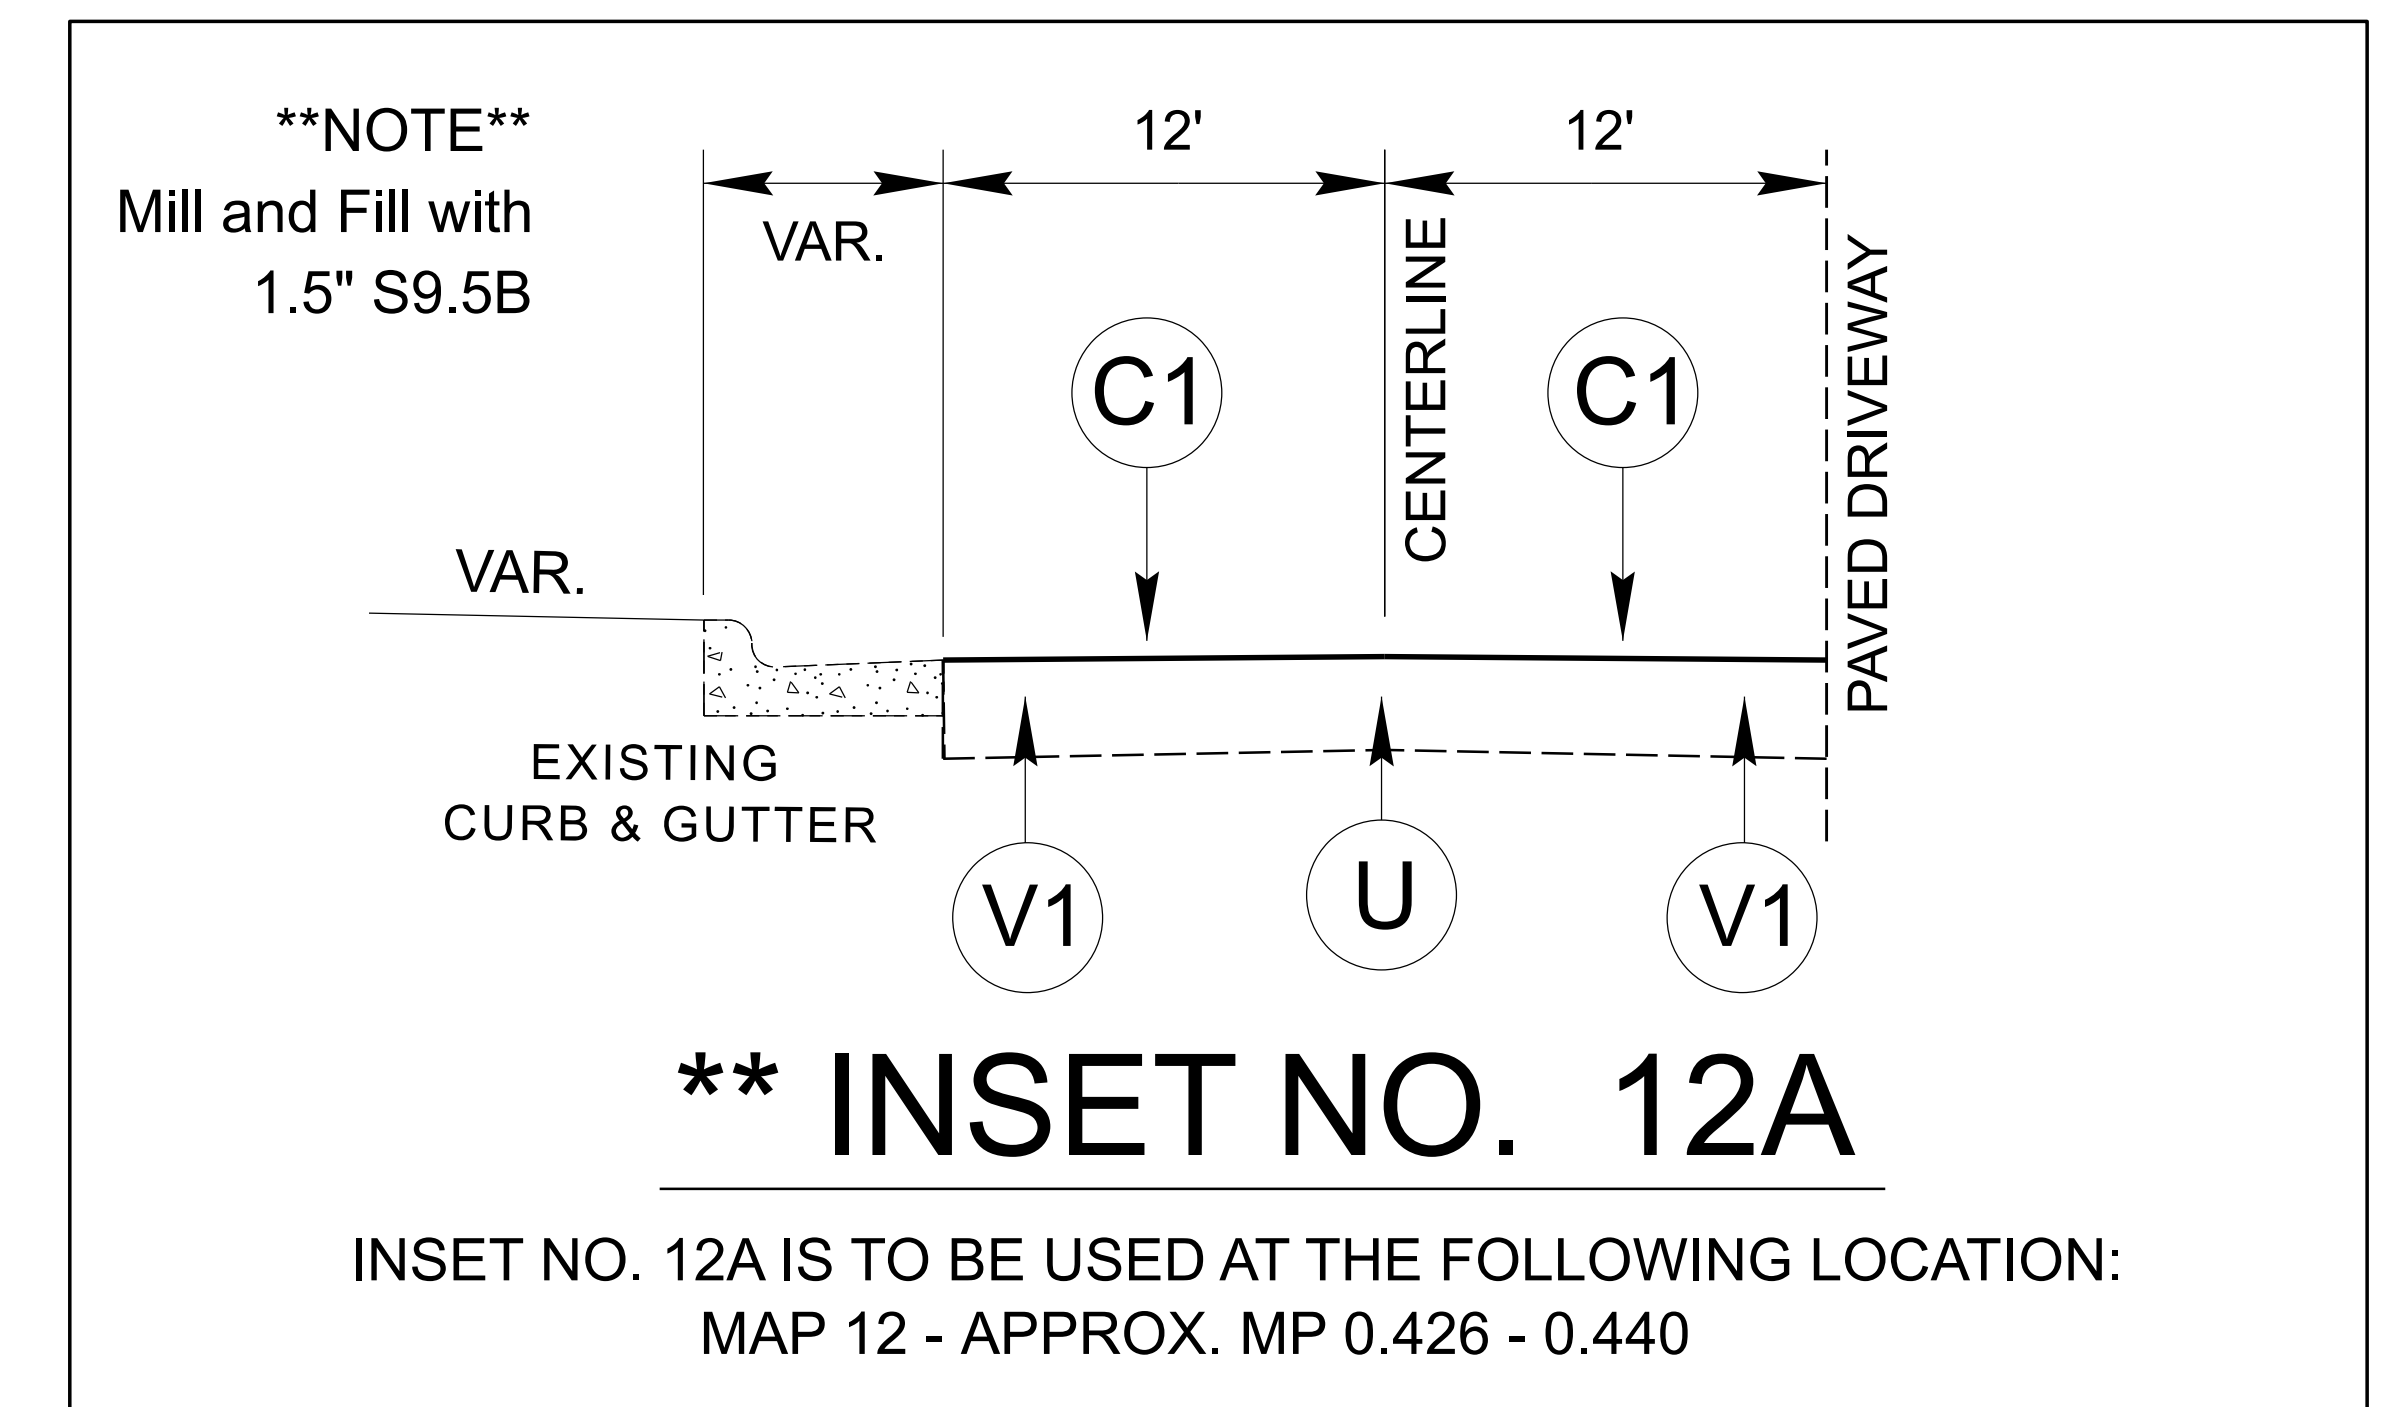 **NOTE**
Mill and Fill with
1.5" S9.5B
12'
12'
VAR.
CENTERLINE
PAVED DRIVEWAY
C1
C1
VAR.
EXISTING
CURB & GUTTER
V1
U
V1
** INSET NO. 12A
INSET NO. 12A IS TO BE USED AT THE FOLLOWING LOCATION:
MAP 12 - APPROX. MP 0.426 - 0.440